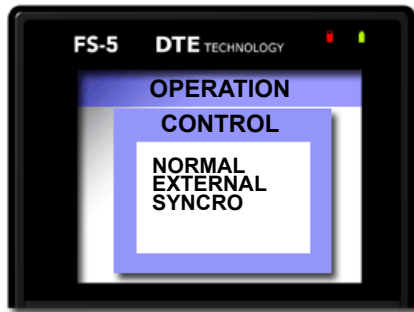 FS-5 DTE TECHNOLOGY
OPERATION
CONTROL
NORMAL
EXTERNAL
SYNCRO